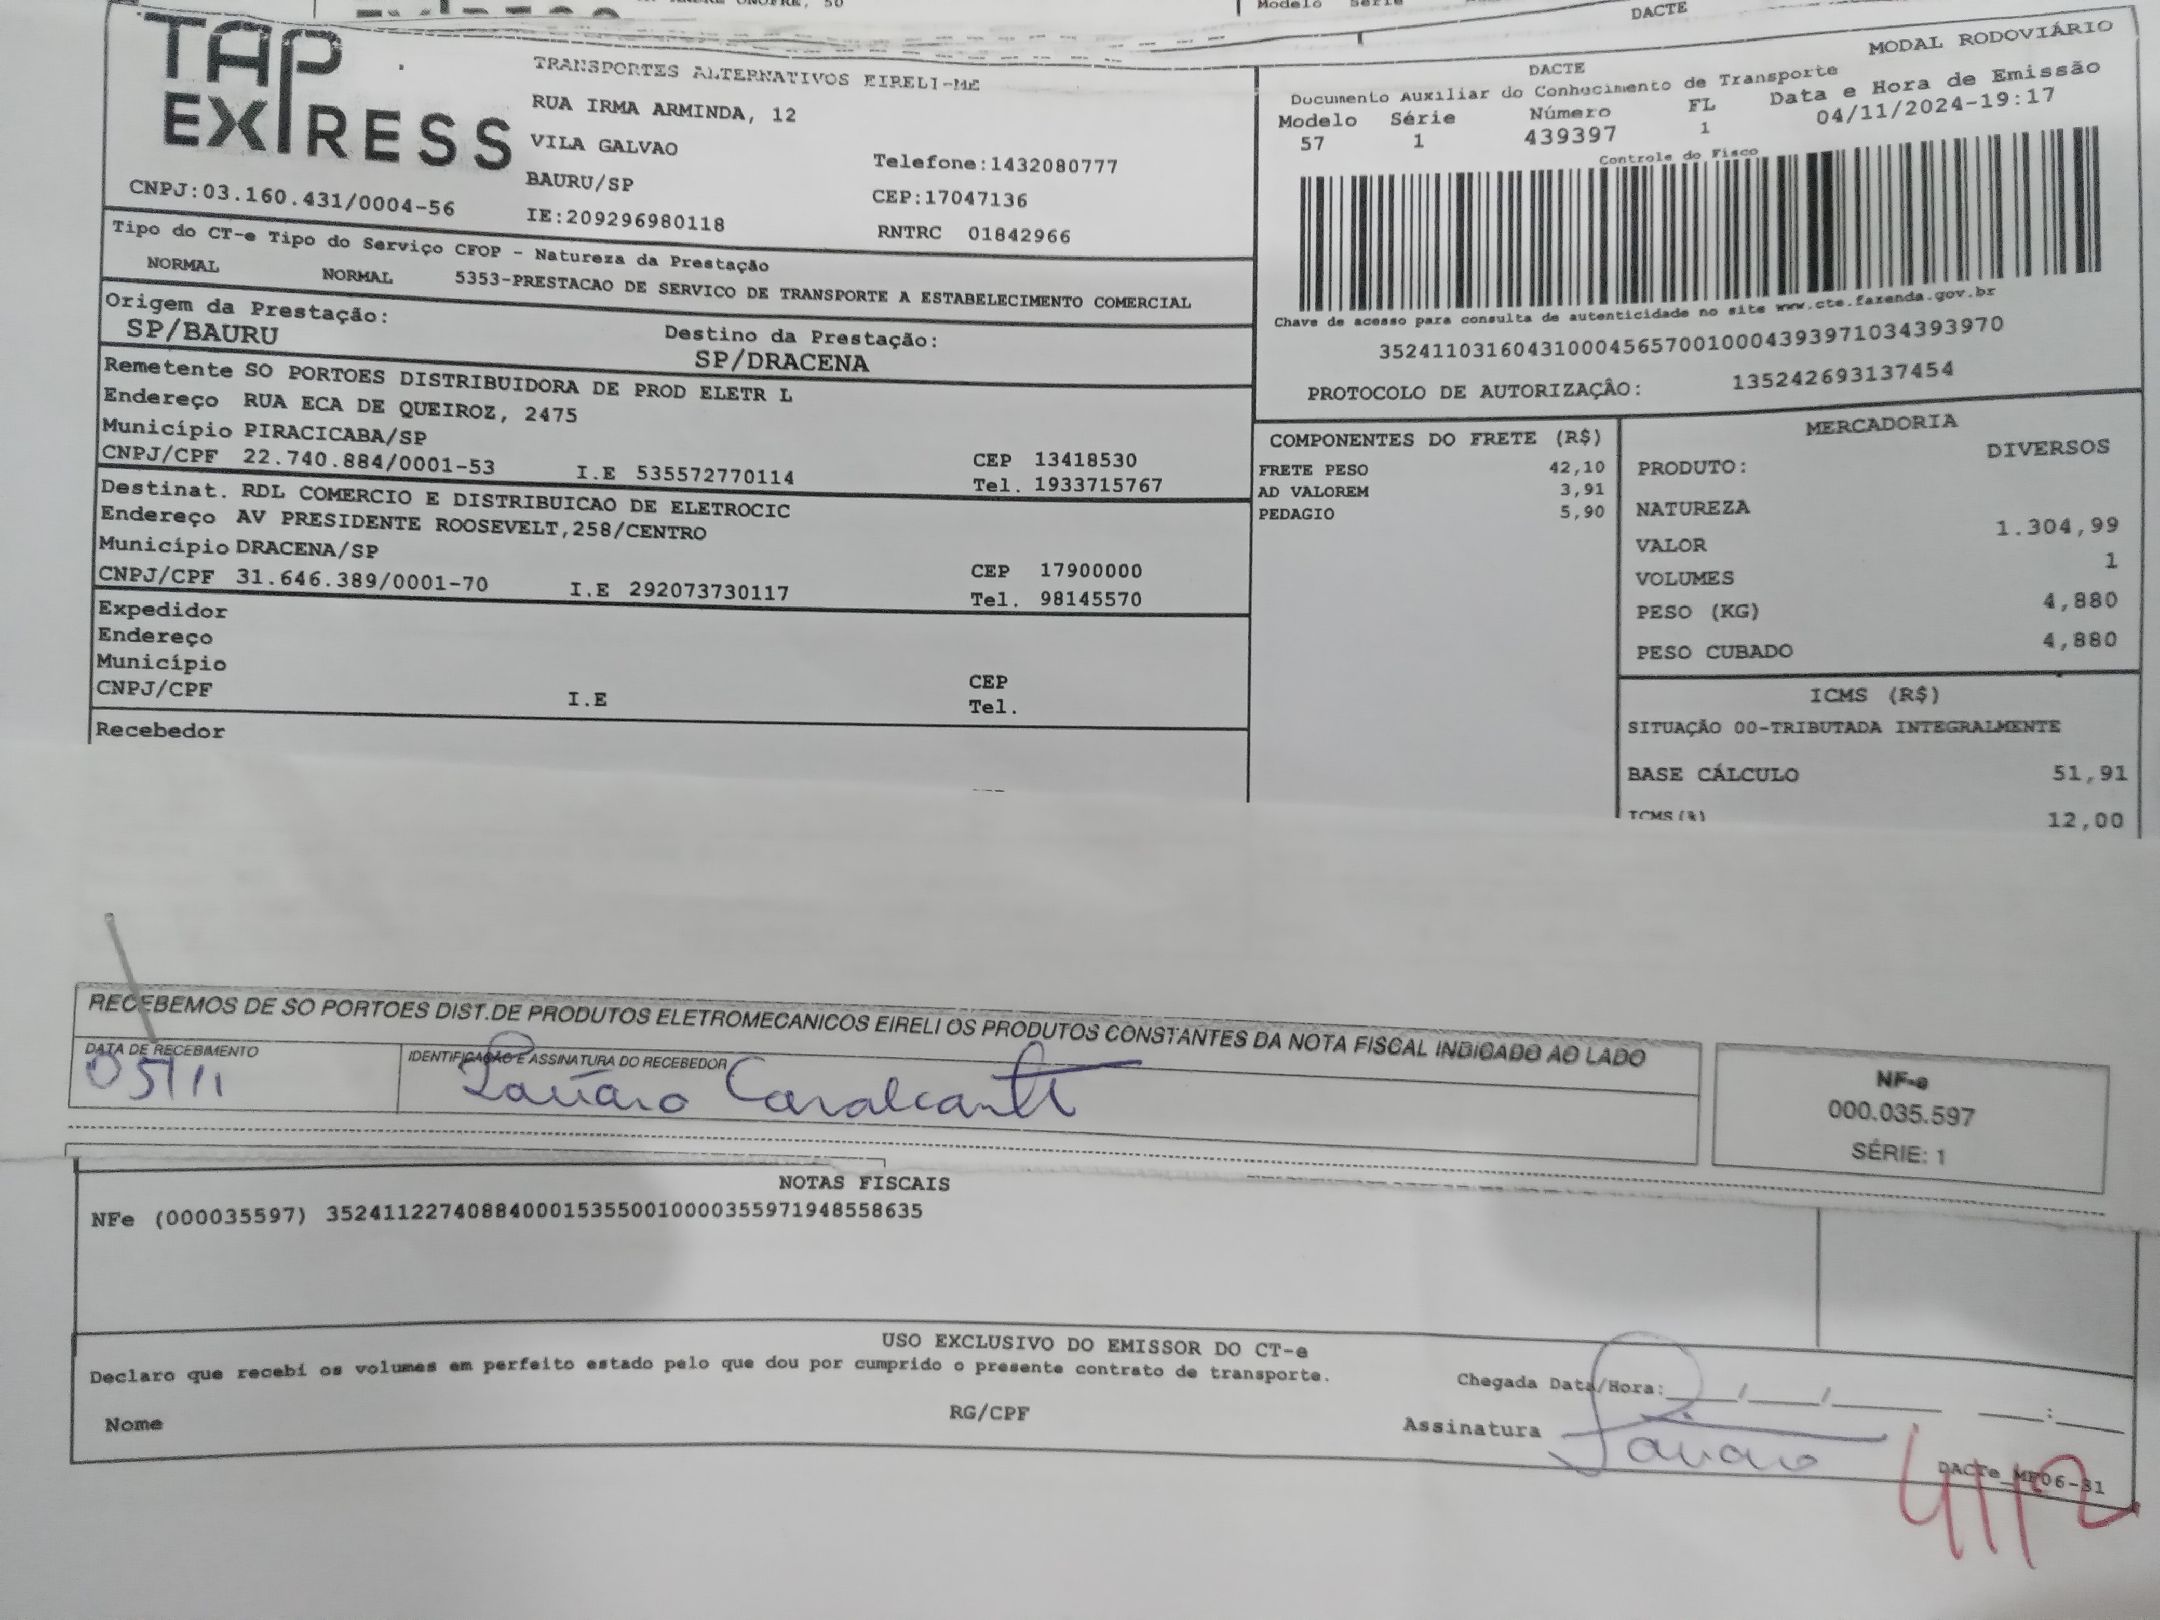 DACTE
Modelo Série
TAP EXPRESS
TRANSPORTES ALTERNATIVOS EIRELI-ME
RUA IRMA ARMINDA, 12
VILA GALVAO
BAURU/SP
Telefone:1432080777
CEP:17047136
CNPJ:03.160.431/0004-56
IE:209296980118
RNTRC 01842966
DACTE
MODAL RODOVIÁRIO
Documento Auxiliar do Conhecimento de Transporte
Modelo Série Número FL Data e Hora de Emissão
57 1 439397 1 04/11/2024-19:17
Controle do Fisco
Chave de acesso para consulta de autenticidade no site www.cte.fazenda.gov.br
35241103160431000456570010004393971034393970
PROTOCOLO DE AUTORIZAÇÂO: 135242693137454
Tipo do CT-e Tipo do Serviço CFOP - Natureza da Prestação
NORMAL NORMAL 5353-PRESTACAO DE SERVICO DE TRANSPORTE A ESTABELECIMENTO COMERCIAL
Origem da Prestação: Destino da Prestação:
SP/BAURU SP/DRACENA
Remetente SO PORTOES DISTRIBUIDORA DE PROD ELETR L
Endereço RUA ECA DE QUEIROZ, 2475
Município PIRACICABA/SP
CEP 13418530
CNPJ/CPF 22.740.884/0001-53 I.E 535572770114 Tel. 1933715767
Destinat. RDL COMERCIO E DISTRIBUICAO DE ELETROCIC
Endereço AV PRESIDENTE ROOSEVELT,258/CENTRO
Município DRACENA/SP
CEP 17900000
CNPJ/CPF 31.646.389/0001-70 I.E 292073730117 Tel. 98145570
Expedidor
Endereço
Município
CEP
CNPJ/CPF I.E Tel.
Recebedor
COMPONENTES DO FRETE (R$)
FRETE PESO 42,10
AD VALOREM 3,91
PEDAGIO 5,90
MERCADORIA
PRODUTO: DIVERSOS
NATUREZA
VALOR 1.304,99
VOLUMES 1
PESO (KG) 4,880
PESO CUBADO 4,880
ICMS (R$)
SITUAÇÃO 00-TRIBUTADA INTEGRALMENTE
BASE CÁLCULO 51,91
ICMS(%) 12,00
RECEBEMOS DE SO PORTOES DIST.DE PRODUTOS ELETROMECANICOS EIRELI OS PRODUTOS CONSTANTES DA NOTA FISCAL INDICADO AO LADO
DATA DE RECEBIMENTO IDENTIFICAÇÃO E ASSINATURA DO RECEBEDOR
05/11 Cavalcanti
NF-e
000.035.597
SÉRIE: 1
NOTAS FISCAIS
NFe (000035597) 35241122740884000153550010000355971948558635
USO EXCLUSIVO DO EMISSOR DO CT-e
Declaro que recebi os volumes em perfeito estado pelo que dou por cumprido o presente contrato de transporte.
Chegada Data/Hora:____/____/______ ____:____
Nome RG/CPF Assinatura
DACTe_MP06-31